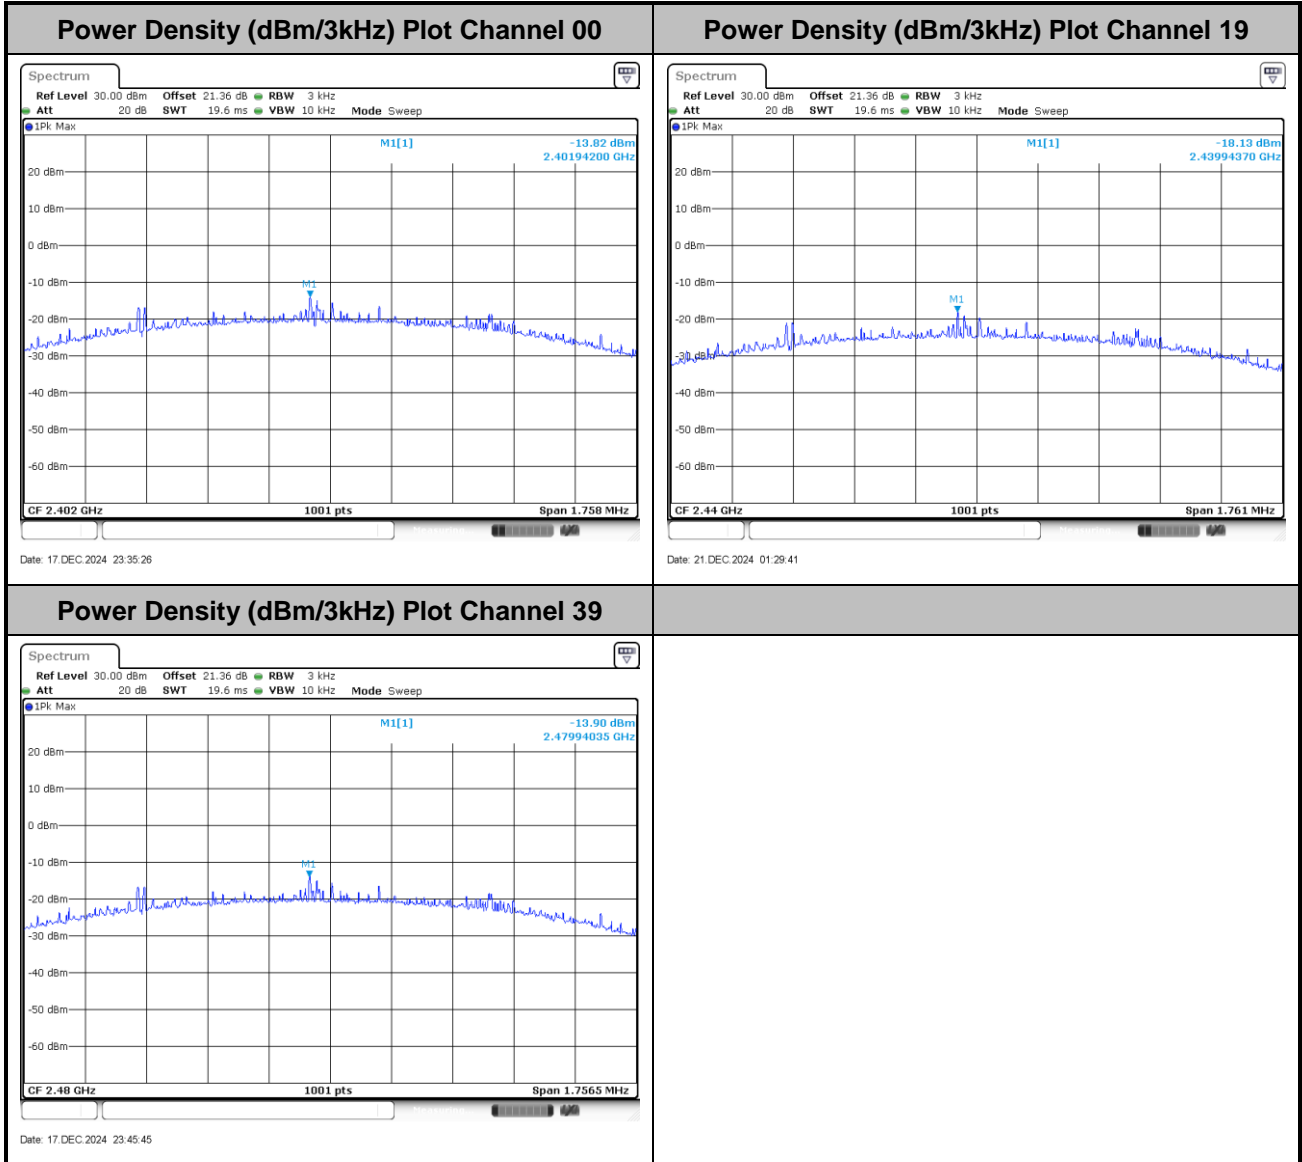 Power Density (dBm/3kHz) Plot Channel 00
Power Density (dBm/3kHz) Plot Channel 19
Spectrum
Ref Level 30.00 dBm Offset 21.36 dB RBW 3 kHz
Att 20 dB SWT 19.6 ms VBW 10 kHz Mode Sweep
1Pk Max
M1[1] -13.82 dBm
2.40194200 GHz
20 dBm
10 dBm
0 dBm
-10 dBm
M1
-20 dBm
-30 dBm
-40 dBm
-50 dBm
-60 dBm
CF 2.402 GHz 1001 pts Span 1.758 MHz
Date: 17.DEC.2024 23:35:26
Spectrum
Ref Level 30.00 dBm Offset 21.36 dB RBW 3 kHz
Att 20 dB SWT 19.6 ms VBW 10 kHz Mode Sweep
1Pk Max
M1[1] -18.13 dBm
2.43994370 GHz
20 dBm
10 dBm
0 dBm
-10 dBm
M1
-20 dBm
-30 dBm
-40 dBm
-50 dBm
-60 dBm
CF 2.44 GHz 1001 pts Span 1.761 MHz
Date: 21.DEC.2024 01:29:41
Power Density (dBm/3kHz) Plot Channel 39
Spectrum
Ref Level 30.00 dBm Offset 21.36 dB RBW 3 kHz
Att 20 dB SWT 19.6 ms VBW 10 kHz Mode Sweep
1Pk Max
M1[1] -13.90 dBm
2.47994035 GHz
20 dBm
10 dBm
0 dBm
-10 dBm
M1
-20 dBm
-30 dBm
-40 dBm
-50 dBm
-60 dBm
CF 2.48 GHz 1001 pts Span 1.7565 MHz
Date: 17.DEC.2024 23:45:45